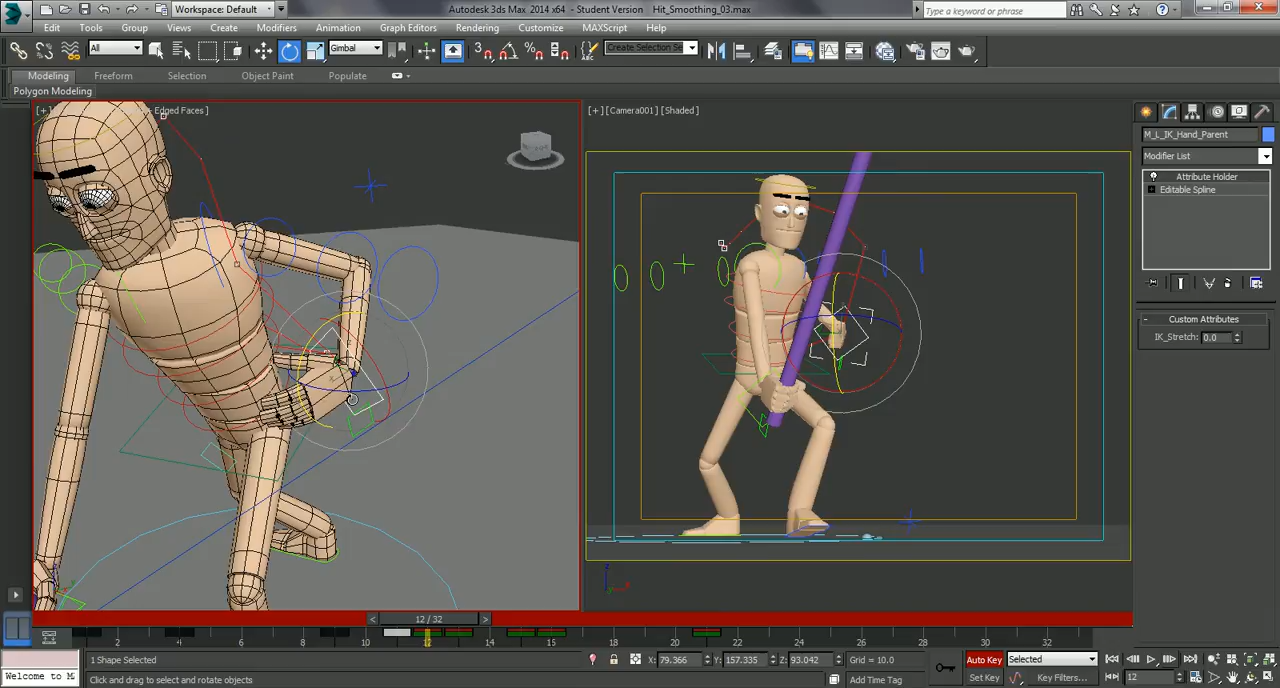 Workspace: Default
Autodesk 3ds Max 2014 x64 - Student Version
Hit_Smoothing_03.max
Type a keyword or phrase
Edit
Tools
Group
Views
Create
Modifiers
Animation
Graph Editors
Rendering
Customize
MAXScript
Help
All
Gimbal
Create Selection Se
Modeling
Freeform
Selection
Object Paint
Populate
Polygon Modeling
Edged Faces ]
[+] [Camera001] [Shaded]
M_L_IK_Hand_Parent
Modifier List
Attribute Holder
Editable Spline
Custom Attributes
IK_Stretch: 0.0
12 / 32
2
8
10
12
15
22
24
26
28
30
32
1 Shape Selected
X: 79.366
Y: 157.335
Z: 93.042
Grid = 10.0
Auto Key
Selected
Welcome to M
Click and drag to select and rotate objects
Add Time Tag
Set Key
Key Filters...
12